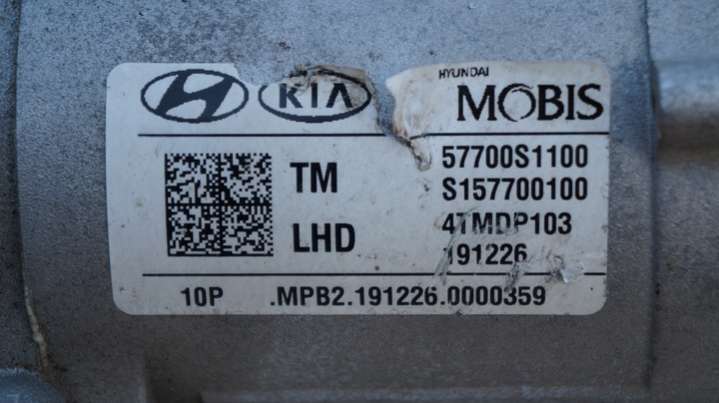 KIA
HYUNDAI
MOBIS
TM
57700S1100
S157700100
LHD
4TMDP103
191226
10P .MPB2.191226.0000359